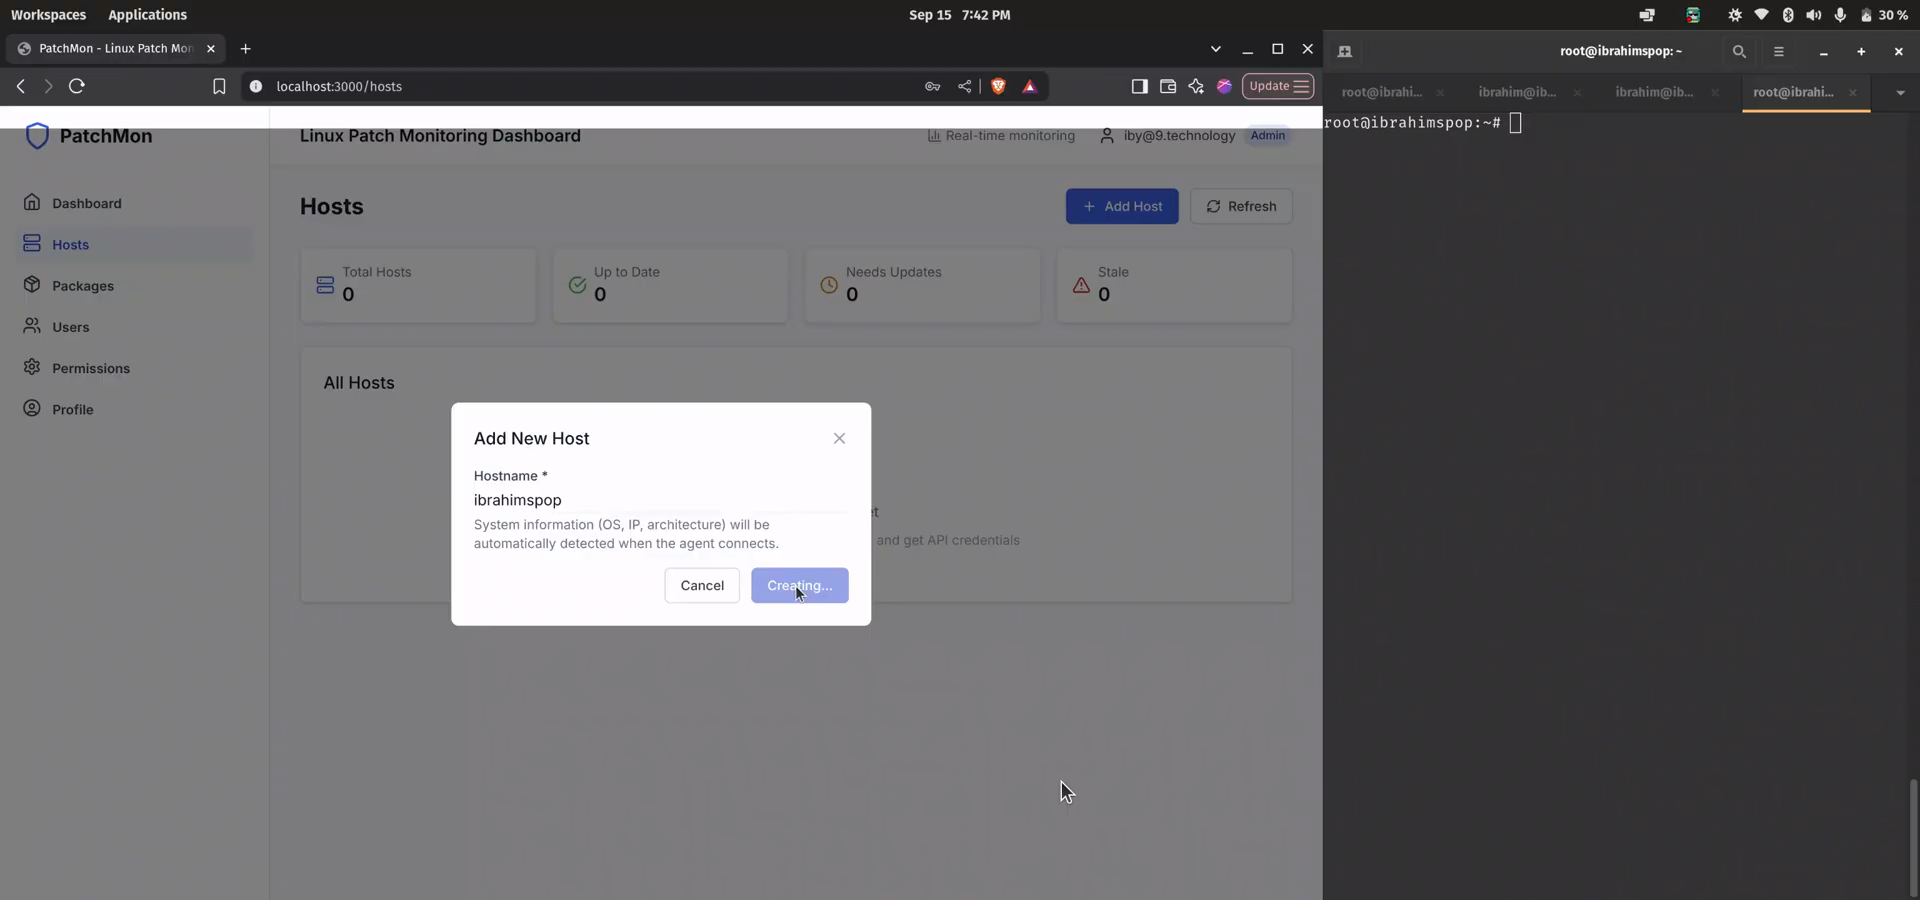 Workspaces Applications Sep 15 7:42 PM 30 %
PatchMon - Linux Patch Mon
localhost:3000/hosts Update
PatchMon
Linux Patch Monitoring Dashboard Real-time monitoring iby@9.technology Admin
Dashboard
Hosts
Packages
Users
Permissions
Profile
Hosts + Add Host Refresh
Total Hosts
0
Up to Date
0
Needs Updates
0
Stale
0
All Hosts
et
and get API credentials
Add New Host
Hostname *
ibrahimspop
System information (OS, IP, architecture) will be
automatically detected when the agent connects.
Cancel Creating...
root@ibrahimspop: ~
root@ibrahi... ibrahim@ib... ibrahim@ib... root@ibrahi...
root@ibrahimspop:~#